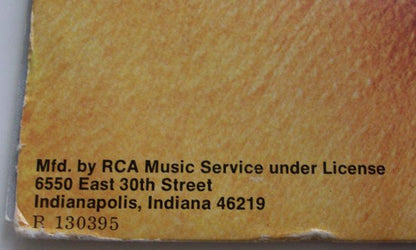 Mfd. by RCA Music Service under License
6550 East 30th Street
Indianapolis, Indiana 46219
R 130395